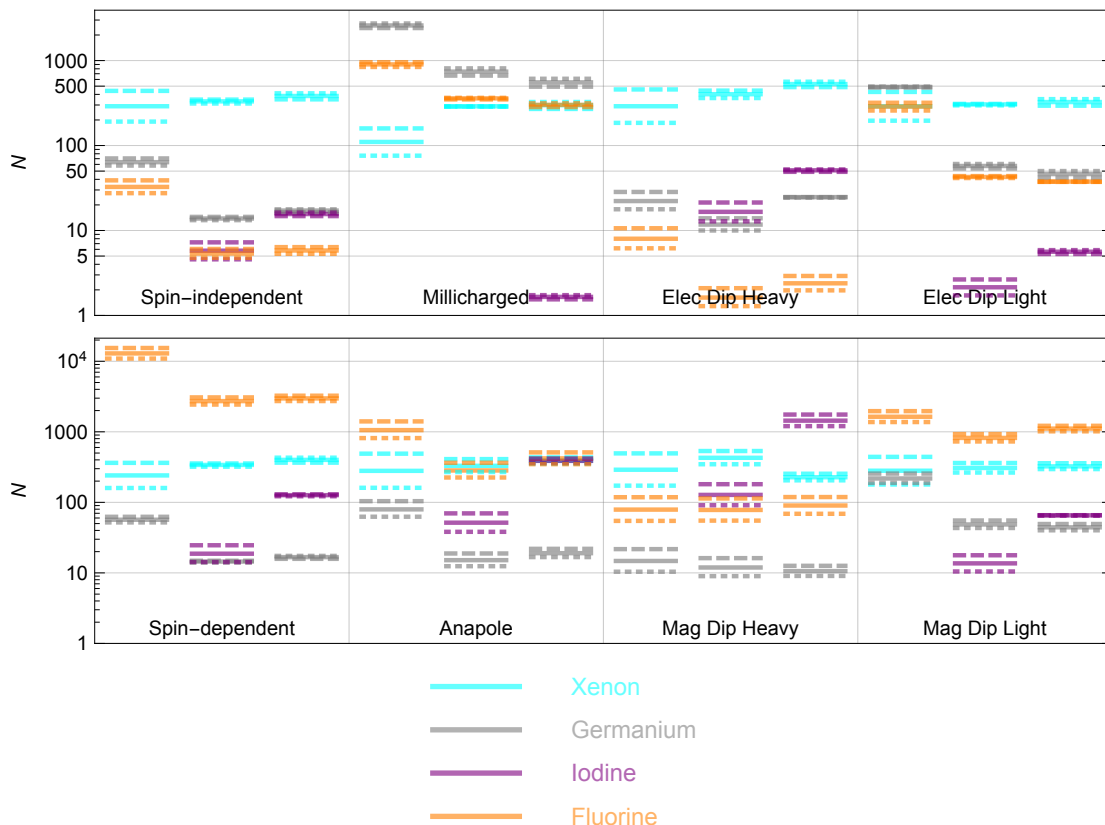 1000
500
100
50
10
5
1
N
Spin−independent Millicharged Elec Dip Heavy Elec Dip Light
10⁴
1000
100
10
1
N
Spin−dependent Anapole Mag Dip Heavy Mag Dip Light
Xenon
Germanium
Iodine
Fluorine